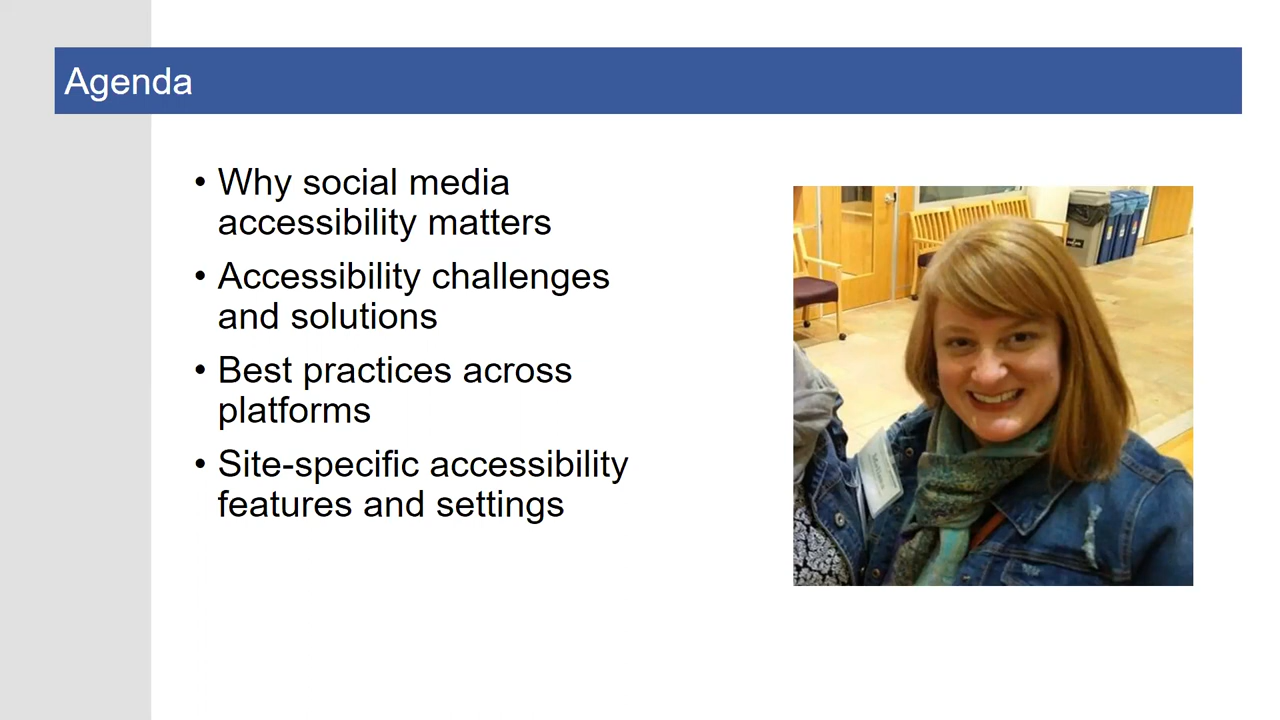 Agenda
• Why social media
accessibility matters
• Accessibility challenges
and solutions
• Best practices across
platforms
• Site-specific accessibility
features and settings